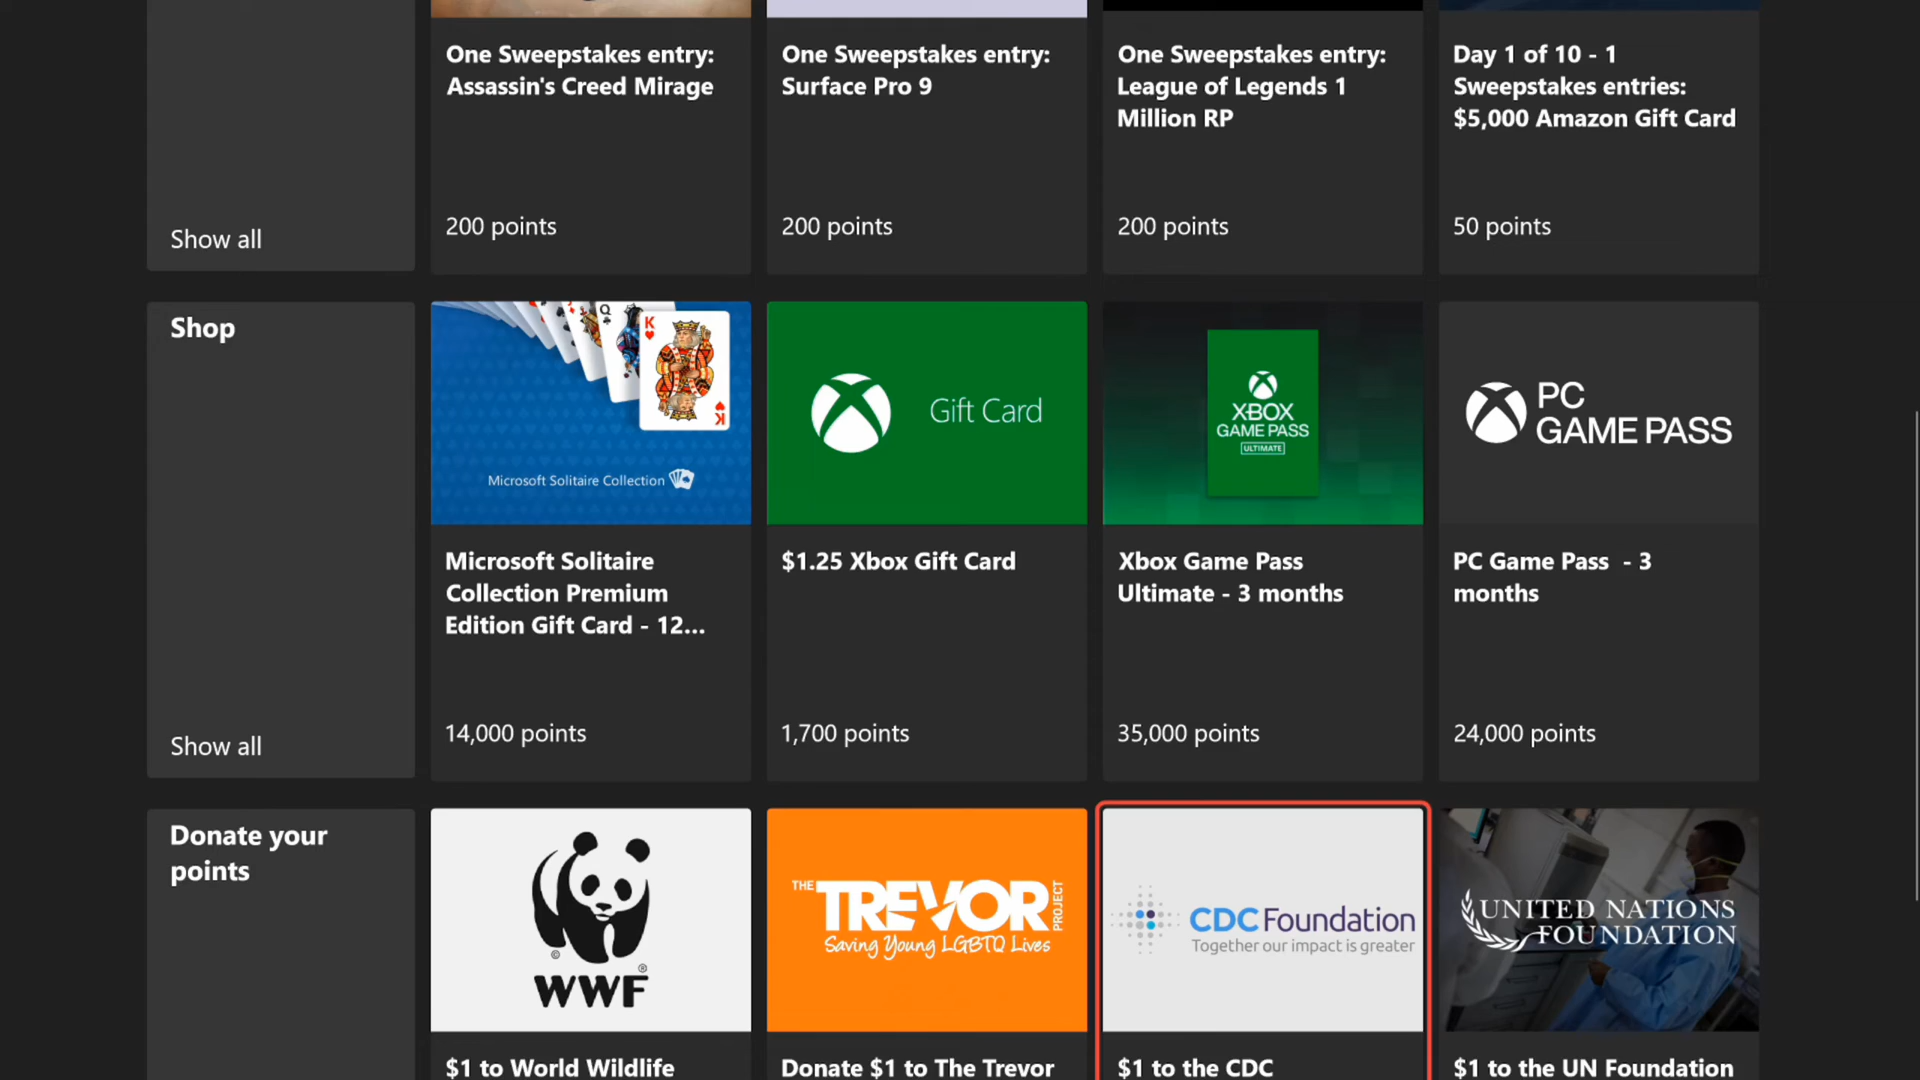 One Sweepstakes entry:
Assassin's Creed Mirage
200 points
One Sweepstakes entry:
Surface Pro 9
200 points
One Sweepstakes entry:
League of Legends 1
Million RP
200 points
Day 1 of 10 - 1
Sweepstakes entries:
$5,000 Amazon Gift Card
50 points
Show all
Shop
Show all
Q
K
K
Microsoft Solitaire Collection
Microsoft Solitaire
Collection Premium
Edition Gift Card - 12...
14,000 points
Gift Card
$1.25 Xbox Gift Card
1,700 points
XBOX
GAME PASS
ULTIMATE
Xbox Game Pass
Ultimate - 3 months
35,000 points
PC
GAME PASS
PC Game Pass - 3
months
24,000 points
Donate your
points
WWF
$1 to World Wildlife
THE TREVOR PROJECT
Saving Young LGBTQ Lives
Donate $1 to The Trevor
CDC Foundation
Together our impact is greater
$1 to the CDC
UNITED NATIONS
FOUNDATION
$1 to the UN Foundation